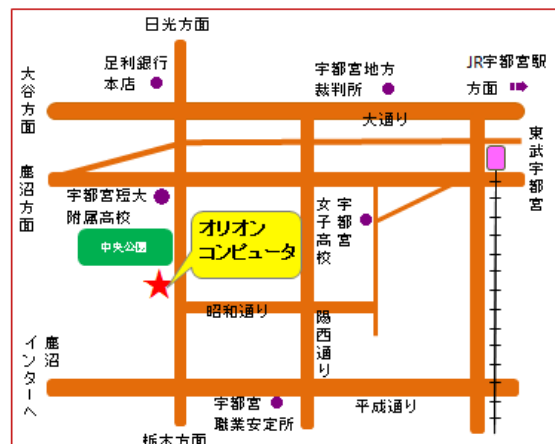 日光方面
足利銀行
本店
宇都宮地方
裁判所
JR宇都宮駅
方面
大谷方面
大通り
東武宇都宮
鹿沼方面
宇都宮短大
附属高校
宇都宮
女子高校
オリオン
コンピュータ
中央公園
昭和通り
陽西通り
鹿沼
インターへ
宇都宮
職業安定所
平成通り
栃木方面